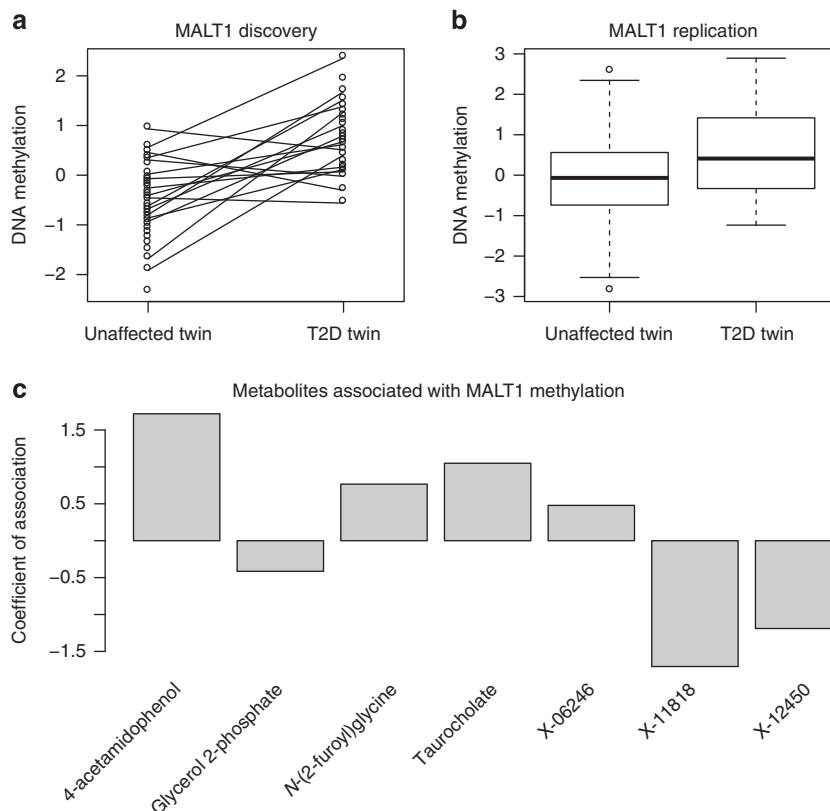 a
MALT1 discovery
DNA methylation
2
1
0
−1
−2
Unaffected twin
T2D twin
b
MALT1 replication
DNA methylation
3
2
1
0
−1
−2
−3
Unaffected twin
T2D twin
c
Metabolites associated with MALT1 methylation
Coefficient of association
1.5
0.5
−0.5
−1.5
4-acetamidophenol
Glycerol 2-phosphate
N-(2-furoyl)glycine
Taurocholate
X-06246
X-11818
X-12450